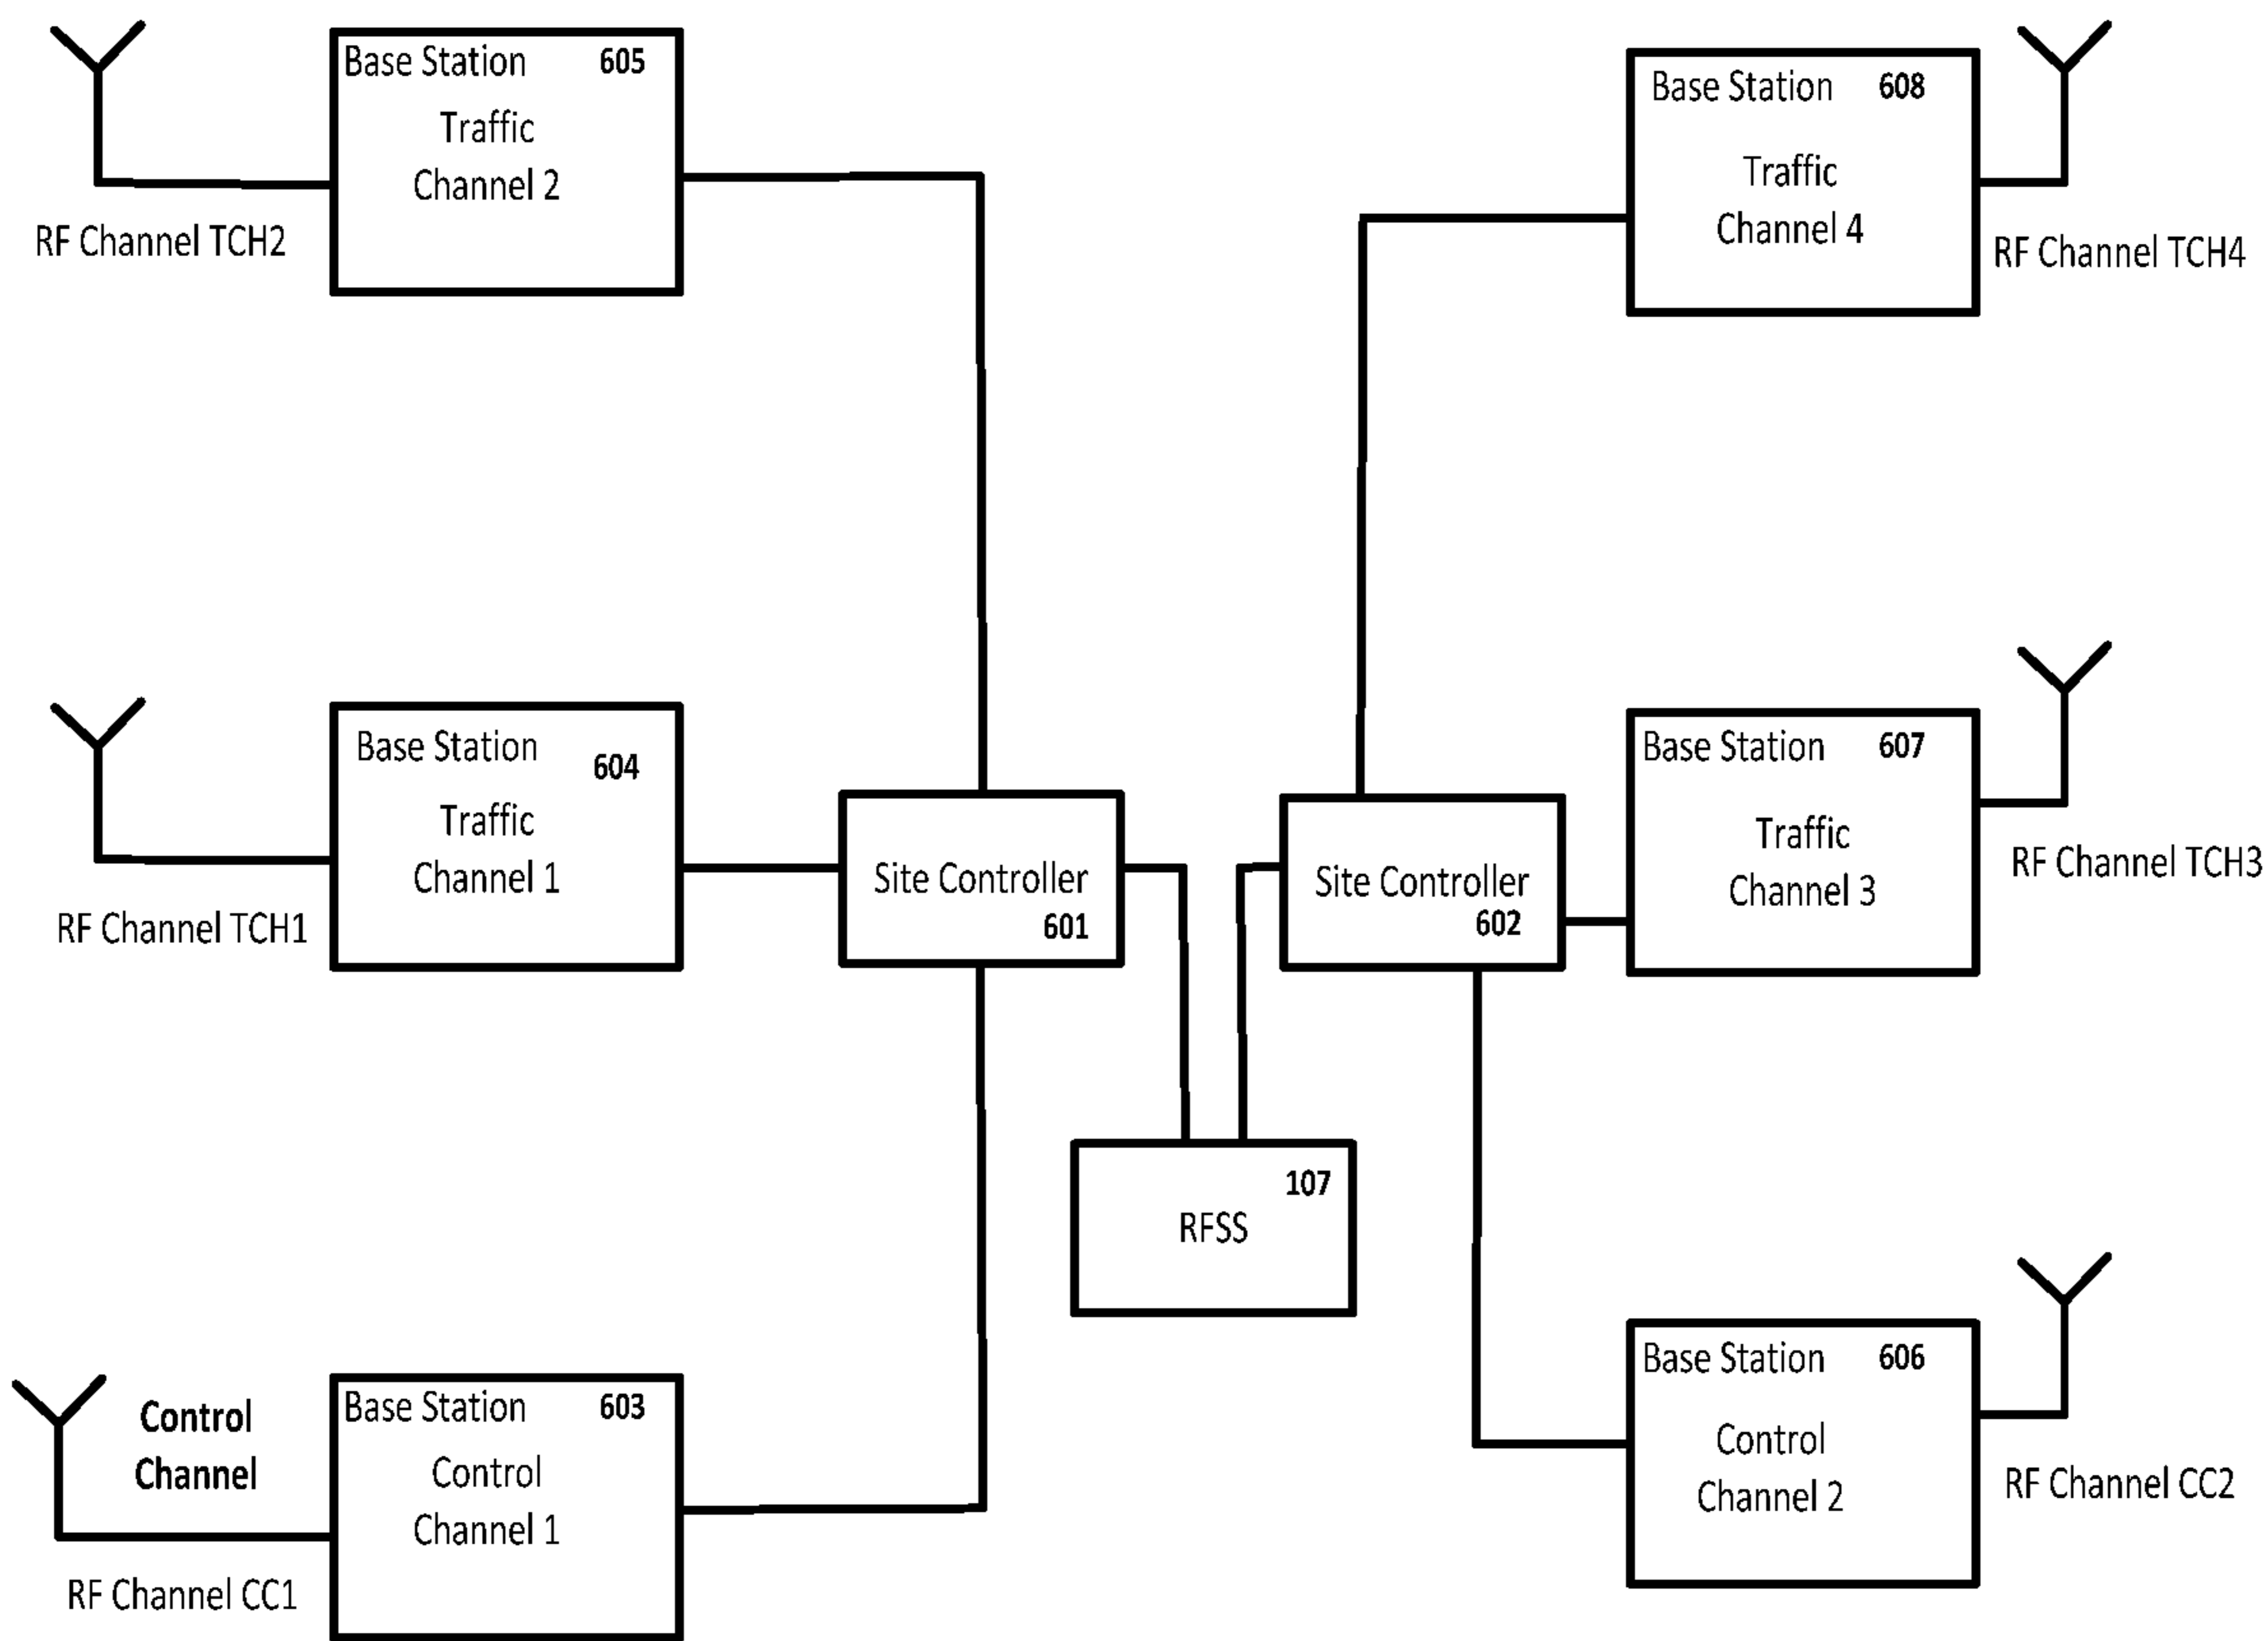 Base Station 605
Traffic
Channel 2
RF Channel TCH2
Base Station 608
Traffic
Channel 4
RF Channel TCH4
Base Station
604
Traffic
Channel 1
RF Channel TCH1
Site Controller
601
Site Controller
602
Base Station 607
Traffic
Channel 3
RF Channel TCH3
107
RFSS
Control
Channel
Base Station 603
Control
Channel 1
RF Channel CC1
Base Station 606
Control
Channel 2
RF Channel CC2